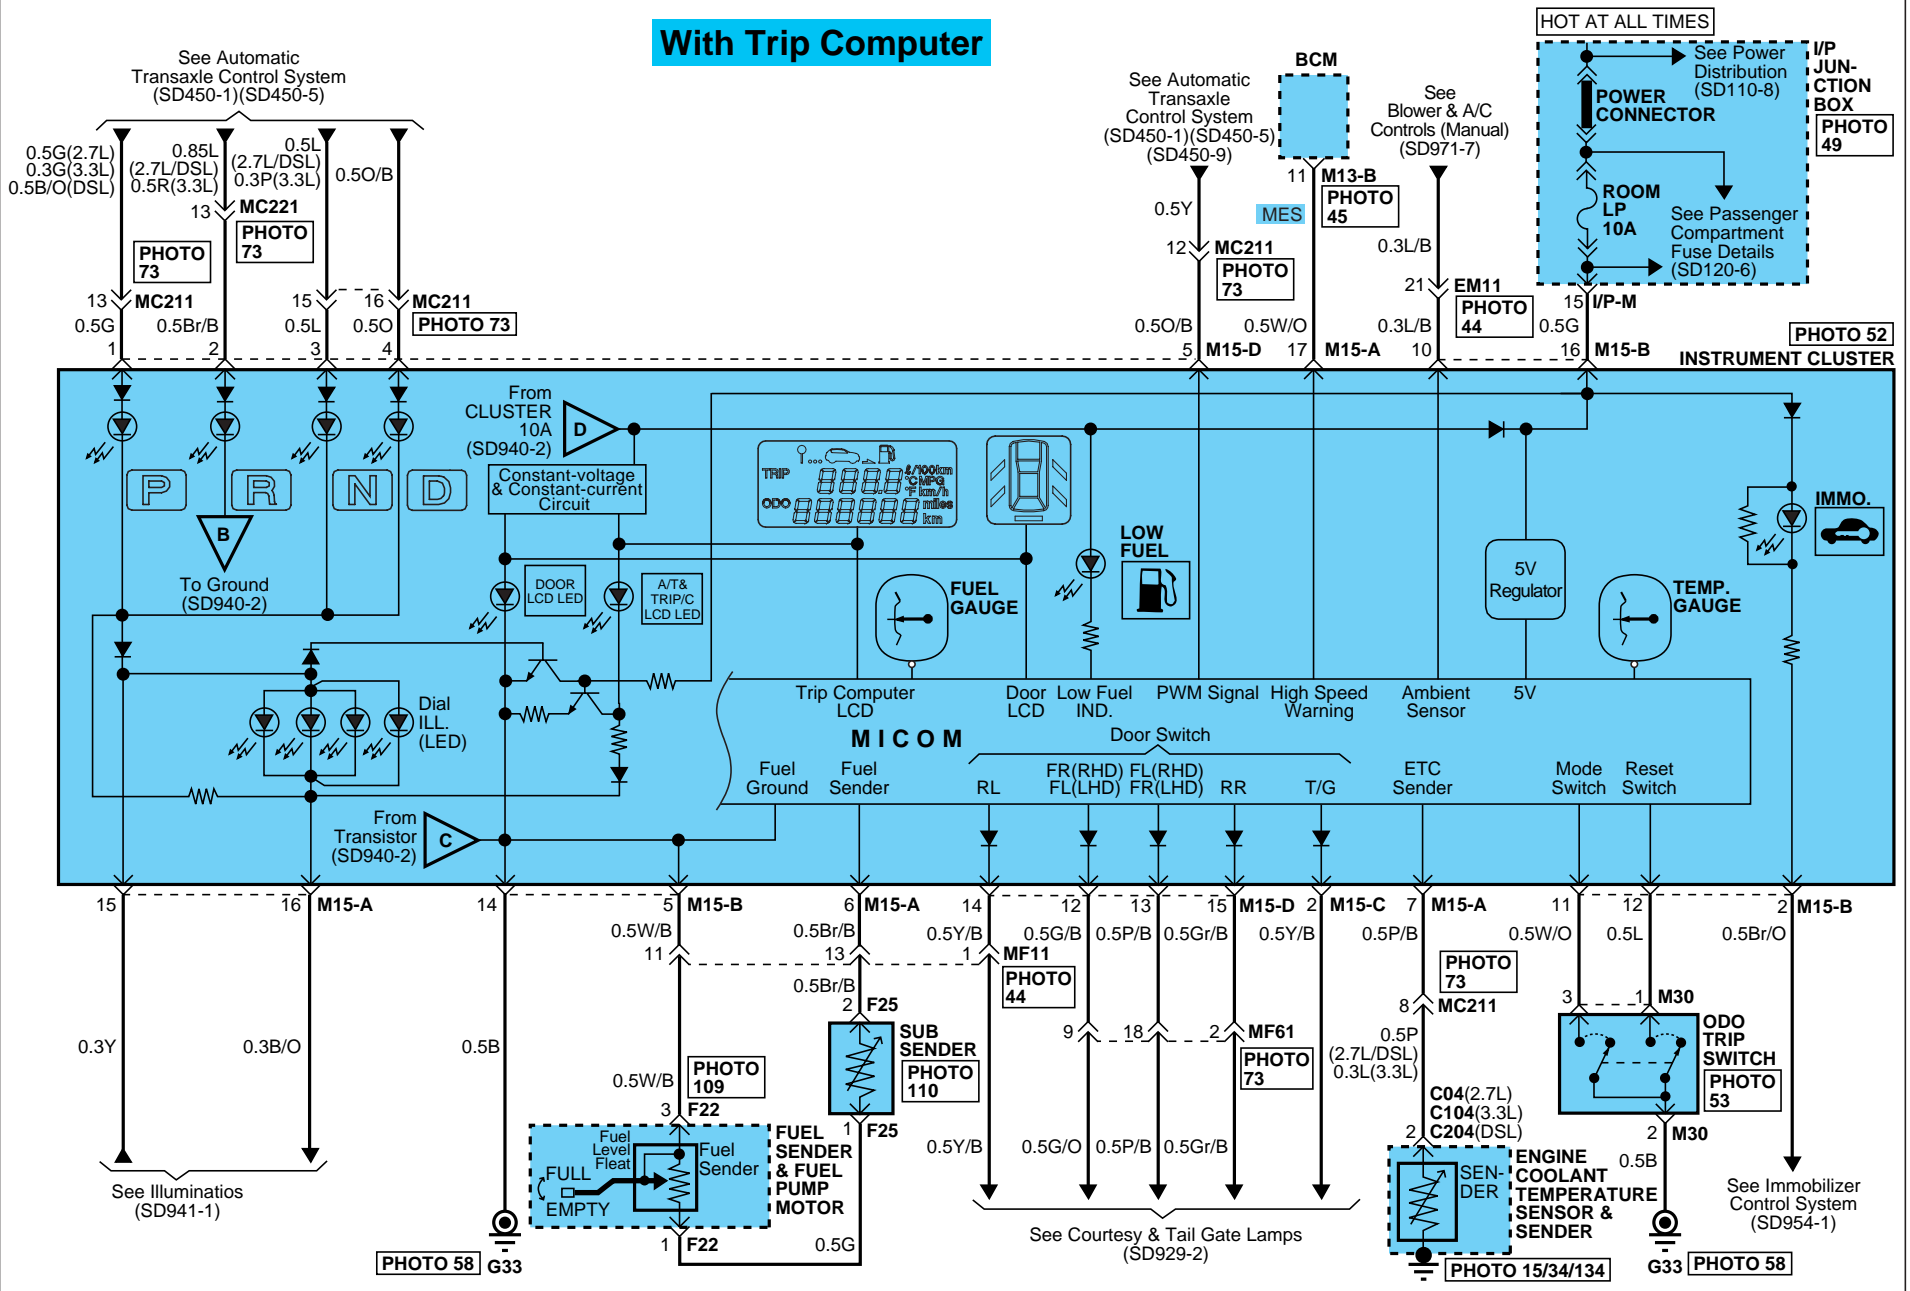 With Trip Computer
HOT AT ALL TIMES
See Automatic
Transaxle Control System
(SD450-1)(SD450-5)
0.5G(2.7L)
0.3G(3.3L)
0.5B/O(DSL)
0.85L
(2.7L/DSL)
0.5R(3.3L)
0.5L
(2.7L/DSL)
0.3P(3.3L)
0.5O/B
13 MC221
PHOTO
73
PHOTO
73
13 MC211
15
16 MC211
PHOTO 73
0.5G
0.5Br/B
0.5L
0.5O
1
2
3
4
See Automatic
Transaxle
Control System
(SD450-1)(SD450-5)
(SD450-9)
0.5Y
12 MC211
PHOTO
73
0.5O/B
5 M15-D
BCM
11 M13-B
PHOTO
45
MES
0.5W/O
17 M15-A
See
Blower & A/C
Controls (Manual)
(SD971-7)
0.3L/B
21 EM11
PHOTO
44
0.3L/B
10
See Power
Distribution
(SD110-8)
POWER
CONNECTOR
ROOM
LP
10A
See Passenger
Compartment
Fuse Details
(SD120-6)
I/P
JUN-
CTION
BOX
PHOTO
49
15 I/P-M
0.5G
16 M15-B
PHOTO 52
INSTRUMENT CLUSTER
From
CLUSTER
10A
(SD940-2)
D
Constant-voltage
& Constant-current
Circuit
TRIP
ℓ/100km
°C MPG
°F km/h
ODO
miles
km
P
R
N
D
B
To Ground
(SD940-2)
DOOR
LCD LED
A/T&
TRIP/C
LCD LED
FUEL
GAUGE
LOW
FUEL
5V
Regulator
TEMP.
GAUGE
IMMO.
Dial
ILL.
(LED)
Trip Computer
LCD
Door
LCD
Low Fuel
IND.
PWM Signal
High Speed
Warning
Ambient
Sensor
5V
MICOM
Door Switch
Fuel
Ground
Fuel
Sender
RL
FR(RHD)
FL(LHD)
FL(RHD)
FR(LHD)
RR
T/G
ETC
Sender
Mode
Switch
Reset
Switch
From
Transistor
(SD940-2)
C
15
16 M15-A
14
5 M15-B
6 M15-A
14
12
13
15 M15-D
2 M15-C
7 M15-A
11
12
2 M15-B
0.5W/B
0.5Br/B
0.5Y/B
0.5G/B
0.5P/B
0.5Gr/B
0.5Y/B
0.5P/B
0.5W/O
0.5L
0.5Br/O
11
13
1 MF11
PHOTO
44
0.5Br/B
2 F25
SUB
SENDER
PHOTO
110
1 F25
9
18
2 MF61
PHOTO
73
PHOTO
73
8 MC211
0.5P
(2.7L/DSL)
0.3L(3.3L)
C04(2.7L)
C104(3.3L)
C204(DSL)
2
3
1 M30
ODO
TRIP
SWITCH
PHOTO
53
2 M30
0.5B
0.3Y
0.3B/O
0.5B
0.5W/B
PHOTO
109
3 F22
Fuel
Level
Fleat
Fuel
Sender
FULL
EMPTY
FUEL
SENDER
& FUEL
PUMP
MOTOR
1 F22
0.5G
0.5Y/B
0.5G/O
0.5P/B
0.5Gr/B
SEN-
DER
ENGINE
COOLANT
TEMPERATURE
SENSOR &
SENDER
PHOTO 15/34/134
See Illuminatios
(SD941-1)
PHOTO 58 G33
See Courtesy & Tail Gate Lamps
(SD929-2)
G33 PHOTO 58
See Immobilizer
Control System
(SD954-1)